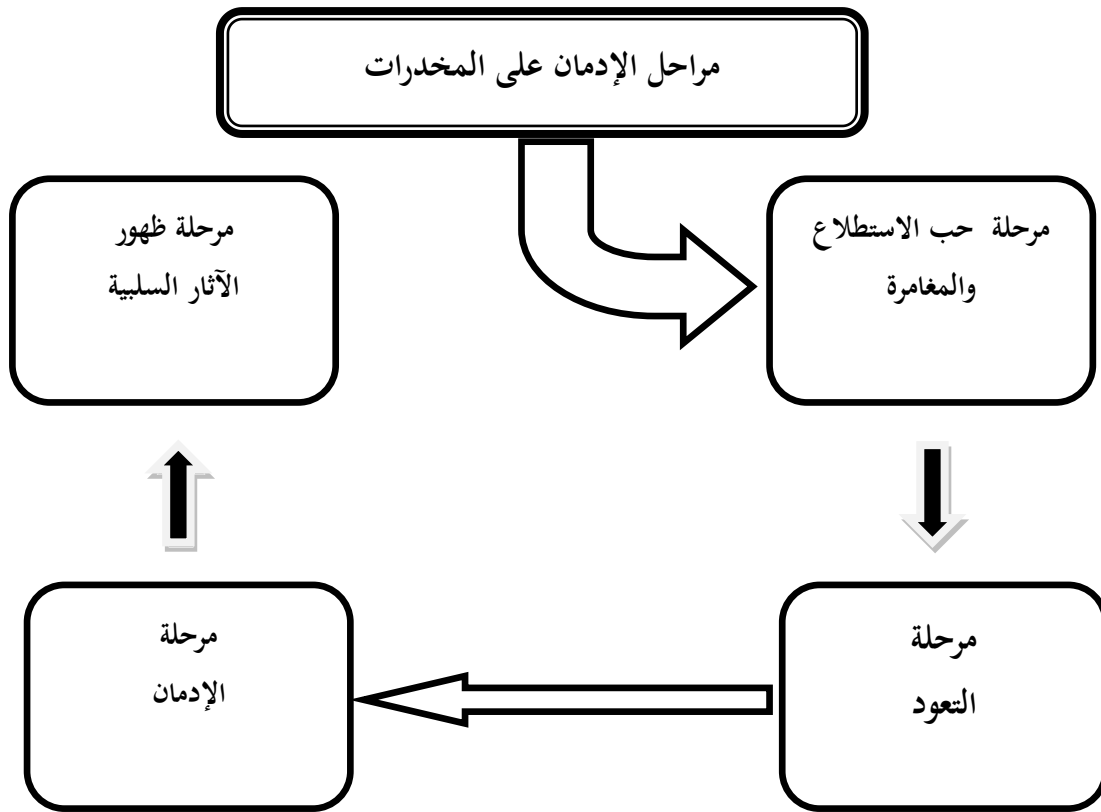 مراحل الإدمان على المخدرات
مرحلة حب الاستطلاع
والمغامرة
مرحلة
التعود
مرحلة
الإدمان
مرحلة ظهور
الآثار السلبية